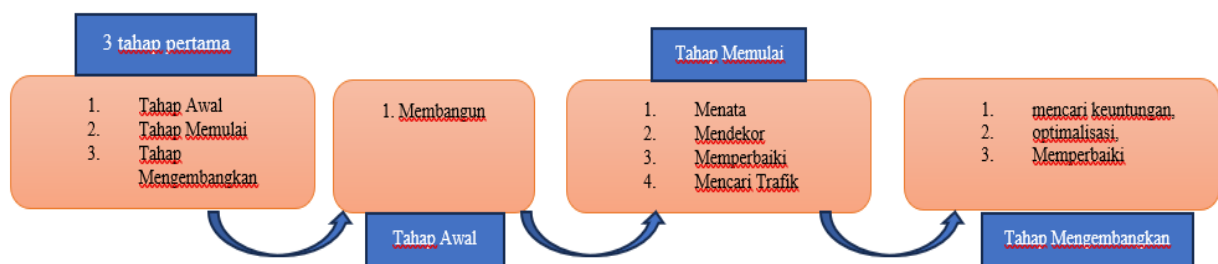 3 tahap pertama
1. Tahap Awal
2. Tahap Memulai
3. Tahap
Mengembangkan
1. Membangun
Tahap Awal
Tahap Memulai
1. Menata
2. Mendekor
3. Memperbaiki
4. Mencari Trafik
1. mencari keuntungan,
2. optimalisasi,
3. Memperbaiki
Tahap Mengembangkan